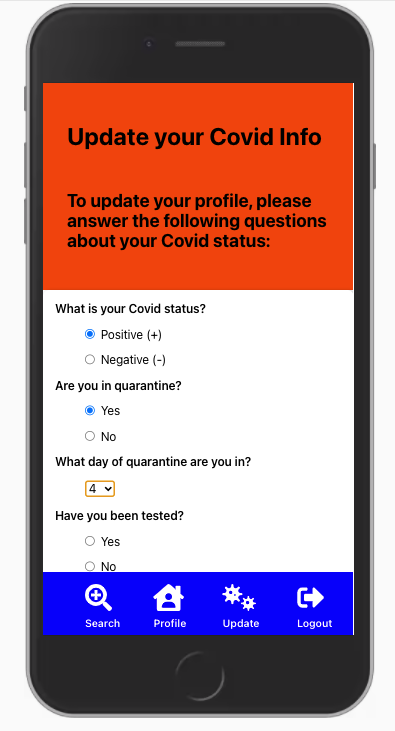 Update your Covid Info
To update your profile, please
answer the following questions
about your Covid status:
What is your Covid status?
Positive (+)
Negative (-)
Are you in quarantine?
Yes
No
What day of quarantine are you in?
4
Have you been tested?
Yes
No
Search Profile Update Logout